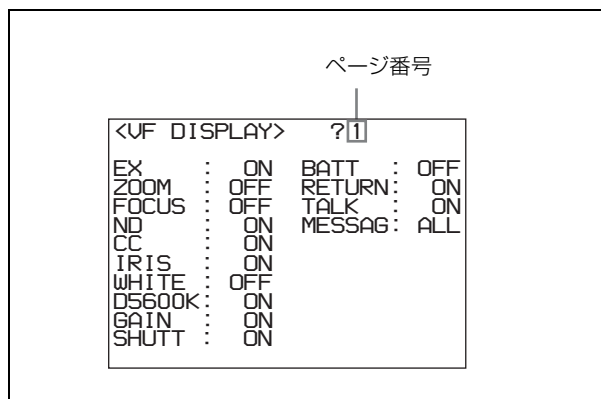 ページ番号
<VF DISPLAY> ?1
EX : ON BATT : OFF
ZOOM : OFF RETURN: ON
FOCUS : OFF TALK : ON
ND : ON MESSAG: ALL
CC : ON
IRIS : ON
WHITE : OFF
D5600K: ON
GAIN : ON
SHUTT : ON